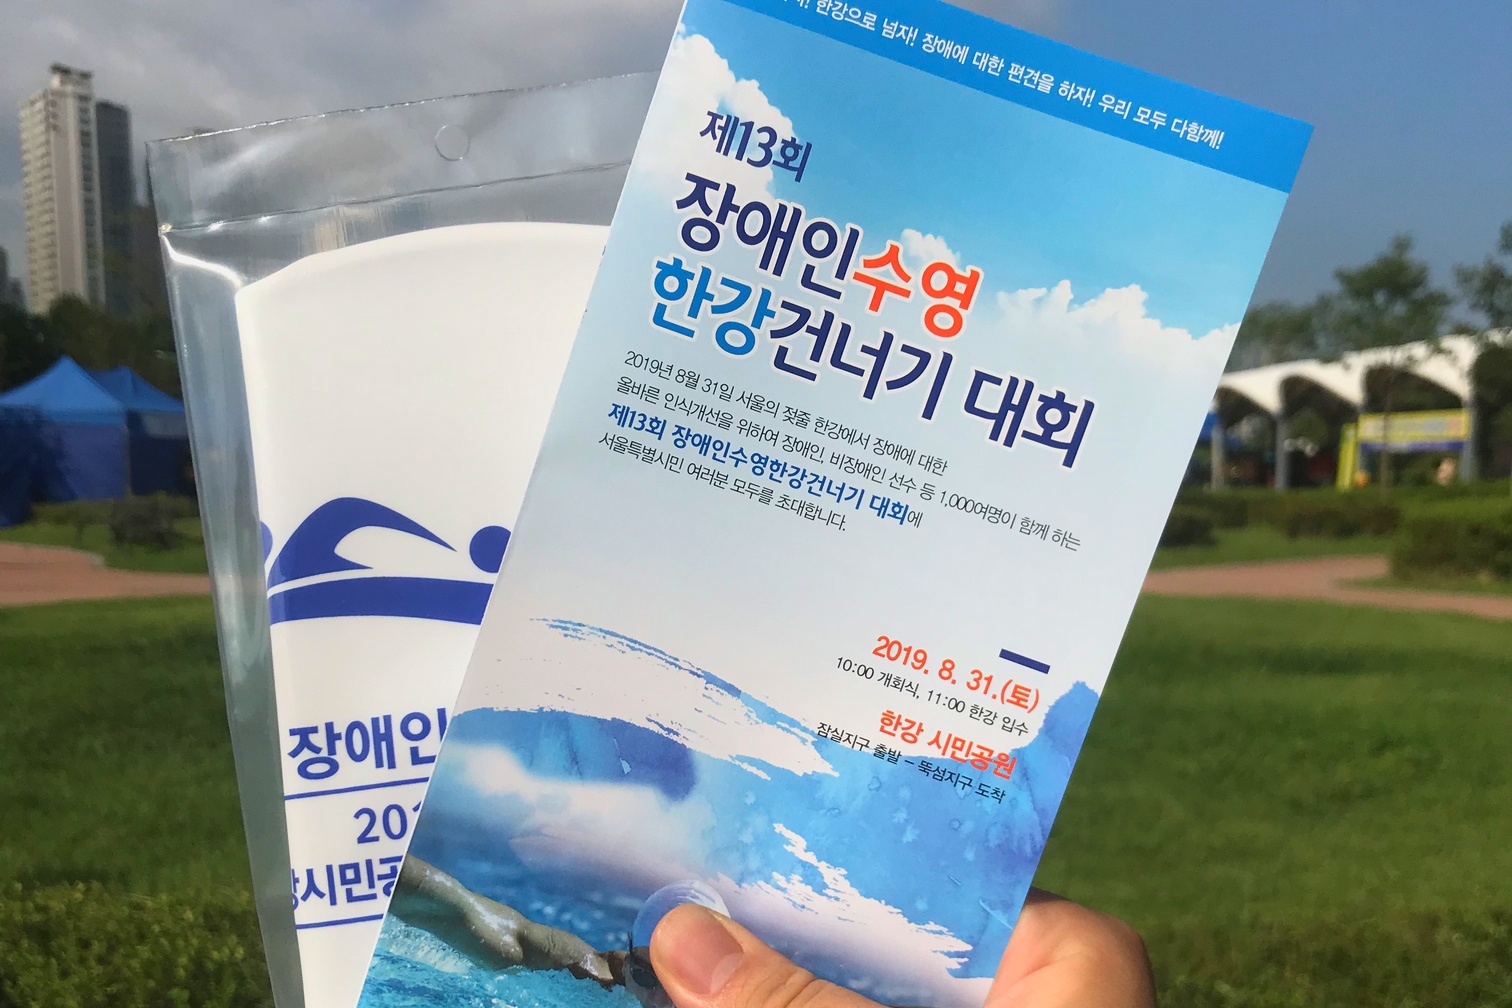 한강으로 넘자! 장애에 대한 편견을 하자! 우리 모두 다함께!
제13회
장애인수영
한강건너기 대회
2019년 8월 31일 서울의 젖줄 한강에서 장애에 대한
올바른 인식개선을 위하여 장애인, 비장애인 선수 등 1,000여명이 함께 하는
제13회 장애인수영한강건너기 대회에
서울특별시민 여러분 모두를 초대합니다.
2019. 8. 31.(토)
10:00 개회식, 11:00 한강 입수
한강 시민공원
잠실지구 출발 – 뚝섬지구 도착
장애인
201
강시민공